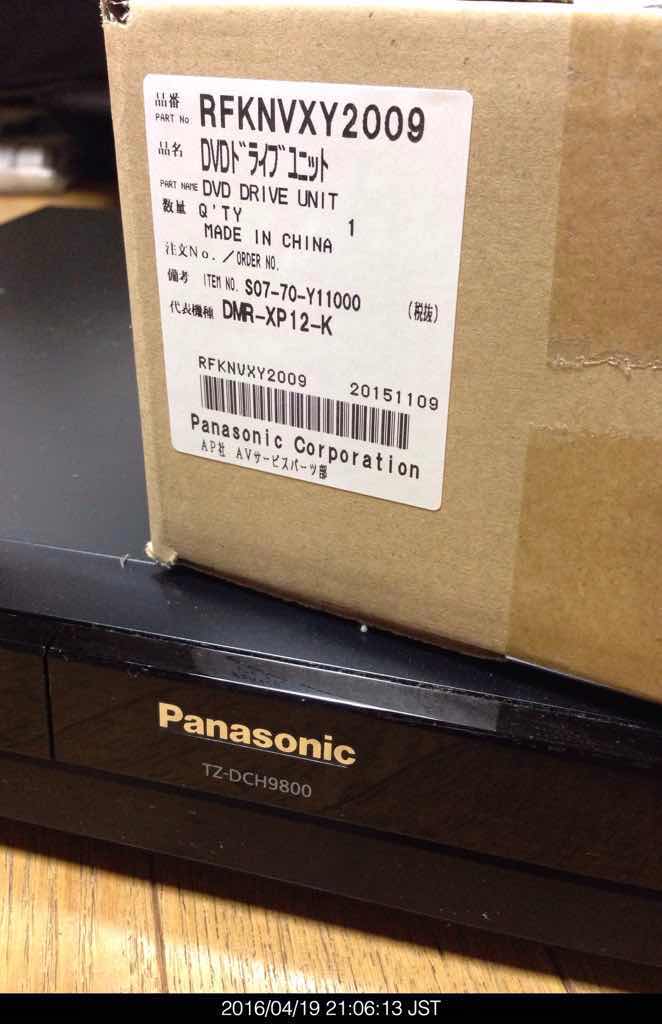 品番
PART No. RFKNVXY2009
品名 DVDドライブユニット
PART NAME DVD DRIVE UNIT
数量 Q'TY 1
MADE IN CHINA
注文No./ORDER NO.
備考 ITEM NO. S07-70-Y11000 (税抜)
代表機種 DMR-XP12-K
RFKNVXY2009 20151109
Panasonic Corporation
AP社 AVサービスパーツ部
Panasonic
TZ-DCH9800
2016/04/19 21:06:13 JST